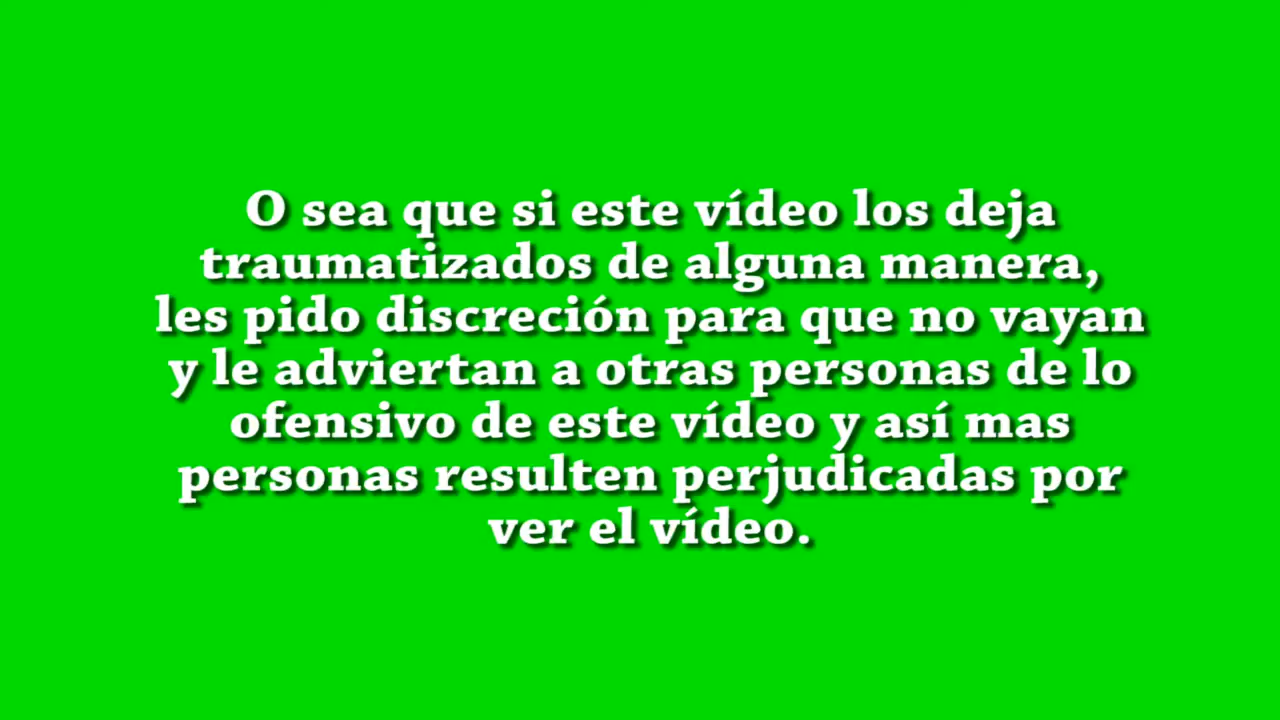 O sea que si este vídeo los deja
traumatizados de alguna manera,
les pido discreción para que no vayan
y le adviertan a otras personas de lo
ofensivo de este vídeo y así mas
personas resulten perjudicadas por
ver el vídeo.